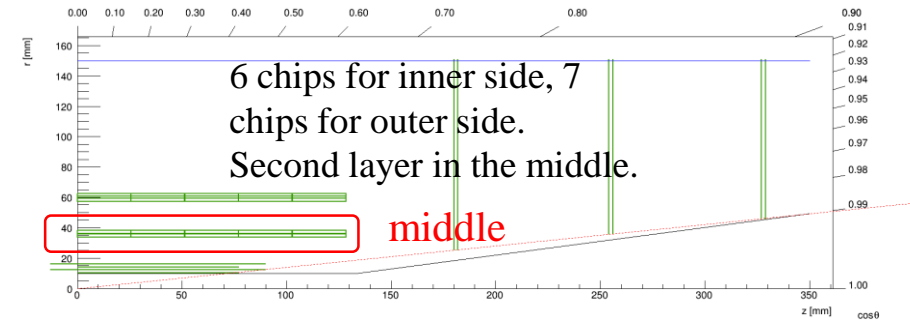 0.00 0.10 0.20 0.30 0.40 0.50 0.60 0.70 0.80 0.90
0.91
0.92
0.93
0.94
0.95
0.96
0.97
0.98
0.99
1.00
cosθ
r [mm]
160
140
120
100
80
60
40
20
0
6 chips for inner side, 7
chips for outer side.
Second layer in the middle.
middle
0 50 100 150 200 250 300 350
z [mm]